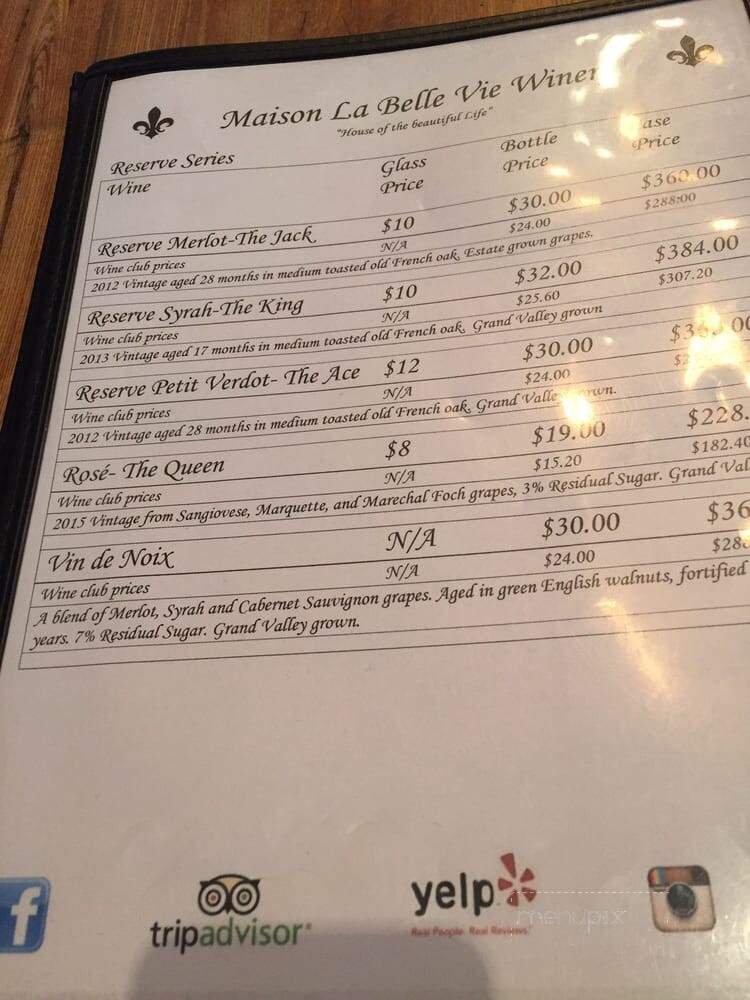 Maison La Belle Vie Winer
"House of the beautiful Life"
Reserve Series
Wine Glass Price Bottle Price ase Price
Reserve Merlot-The Jack $10 $30.00 $360.00
Wine club prices N/A $24.00 $288.00
2012 Vintage aged 28 months in medium toasted old French oak, Estate grown grapes.
Reserve Syrah-The King $10 $32.00 $384.00
Wine club prices N/A $25.60 $307.20
2013 Vintage aged 17 months in medium toasted old French oak, Grand Valley grown
Reserve Petit Verdot- The Ace $12 $30.00
Wine club prices N/A $24.00
2012 Vintage aged 28 months in medium toasted old French oak, Grand Valle wn.
Rosé- The Queen $8 $19.00 $228.
Wine club prices N/A $15.20 $182.40
2015 Vintage from Sangiovese, Marquette, and Marechal Foch grapes, 3% Residual Sugar. Grand Val
Vin de Noix N/A $30.00 $36
Wine club prices N/A $24.00 $28
A blend of Merlot, Syrah and Cabernet Sauvignon grapes. Aged in green English walnuts, fortified
years. 7% Residual Sugar. Grand Valley grown.
f tripadvisor® yelp
Real People. Real Reviews.
menupix